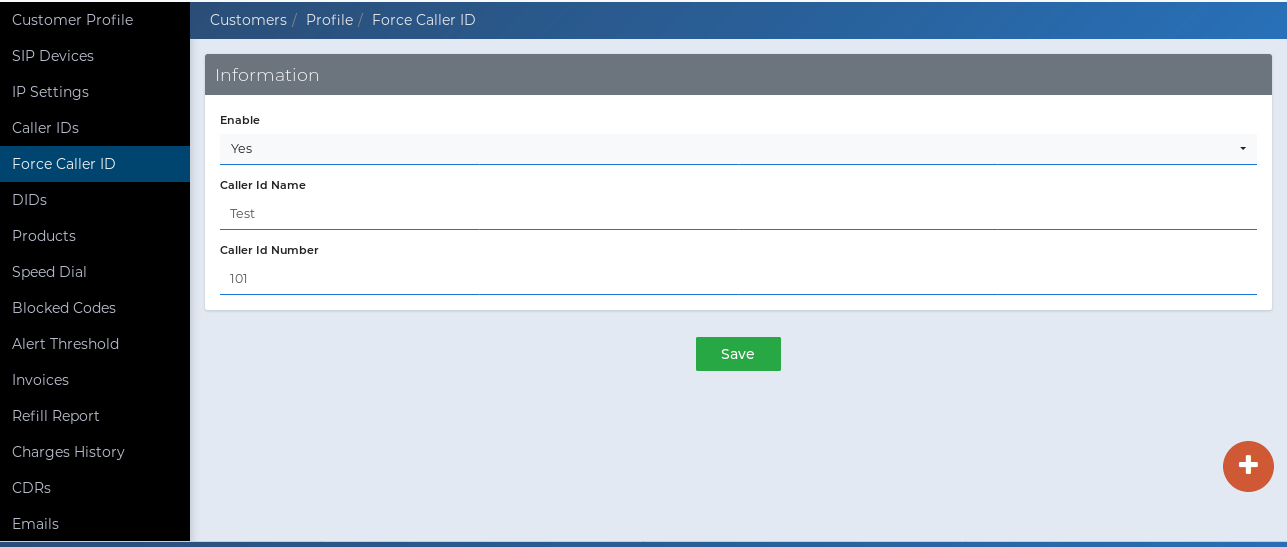 Customer Profile
SIP Devices
IP Settings
Caller IDs
Force Caller ID
DIDs
Products
Speed Dial
Blocked Codes
Alert Threshold
Invoices
Refill Report
Charges History
CDRs
Emails
Customers / Profile / Force Caller ID
Information
Enable
Yes
Caller Id Name
Test
Caller Id Number
101
Save